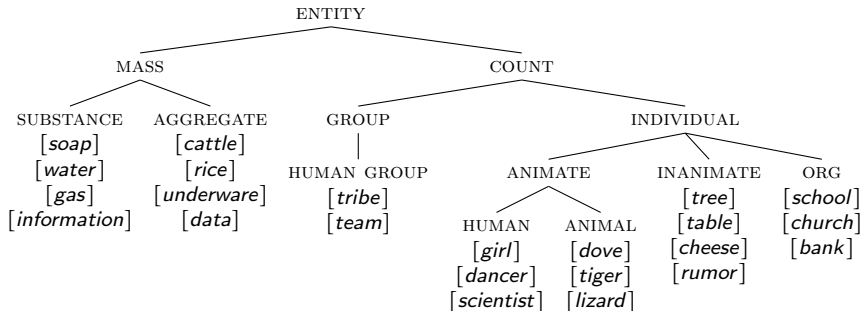 ENTITY
MASS COUNT
SUBSTANCE AGGREGATE GROUP INDIVIDUAL
[soap] [cattle]
[water] [rice] HUMAN GROUP ANIMATE INANIMATE ORG
[gas] [underware] [tribe] [tree] [school]
[information] [data] [team] [table] [church]
HUMAN ANIMAL [cheese] [bank]
[girl] [dove] [rumor]
[dancer] [tiger]
[scientist] [lizard]